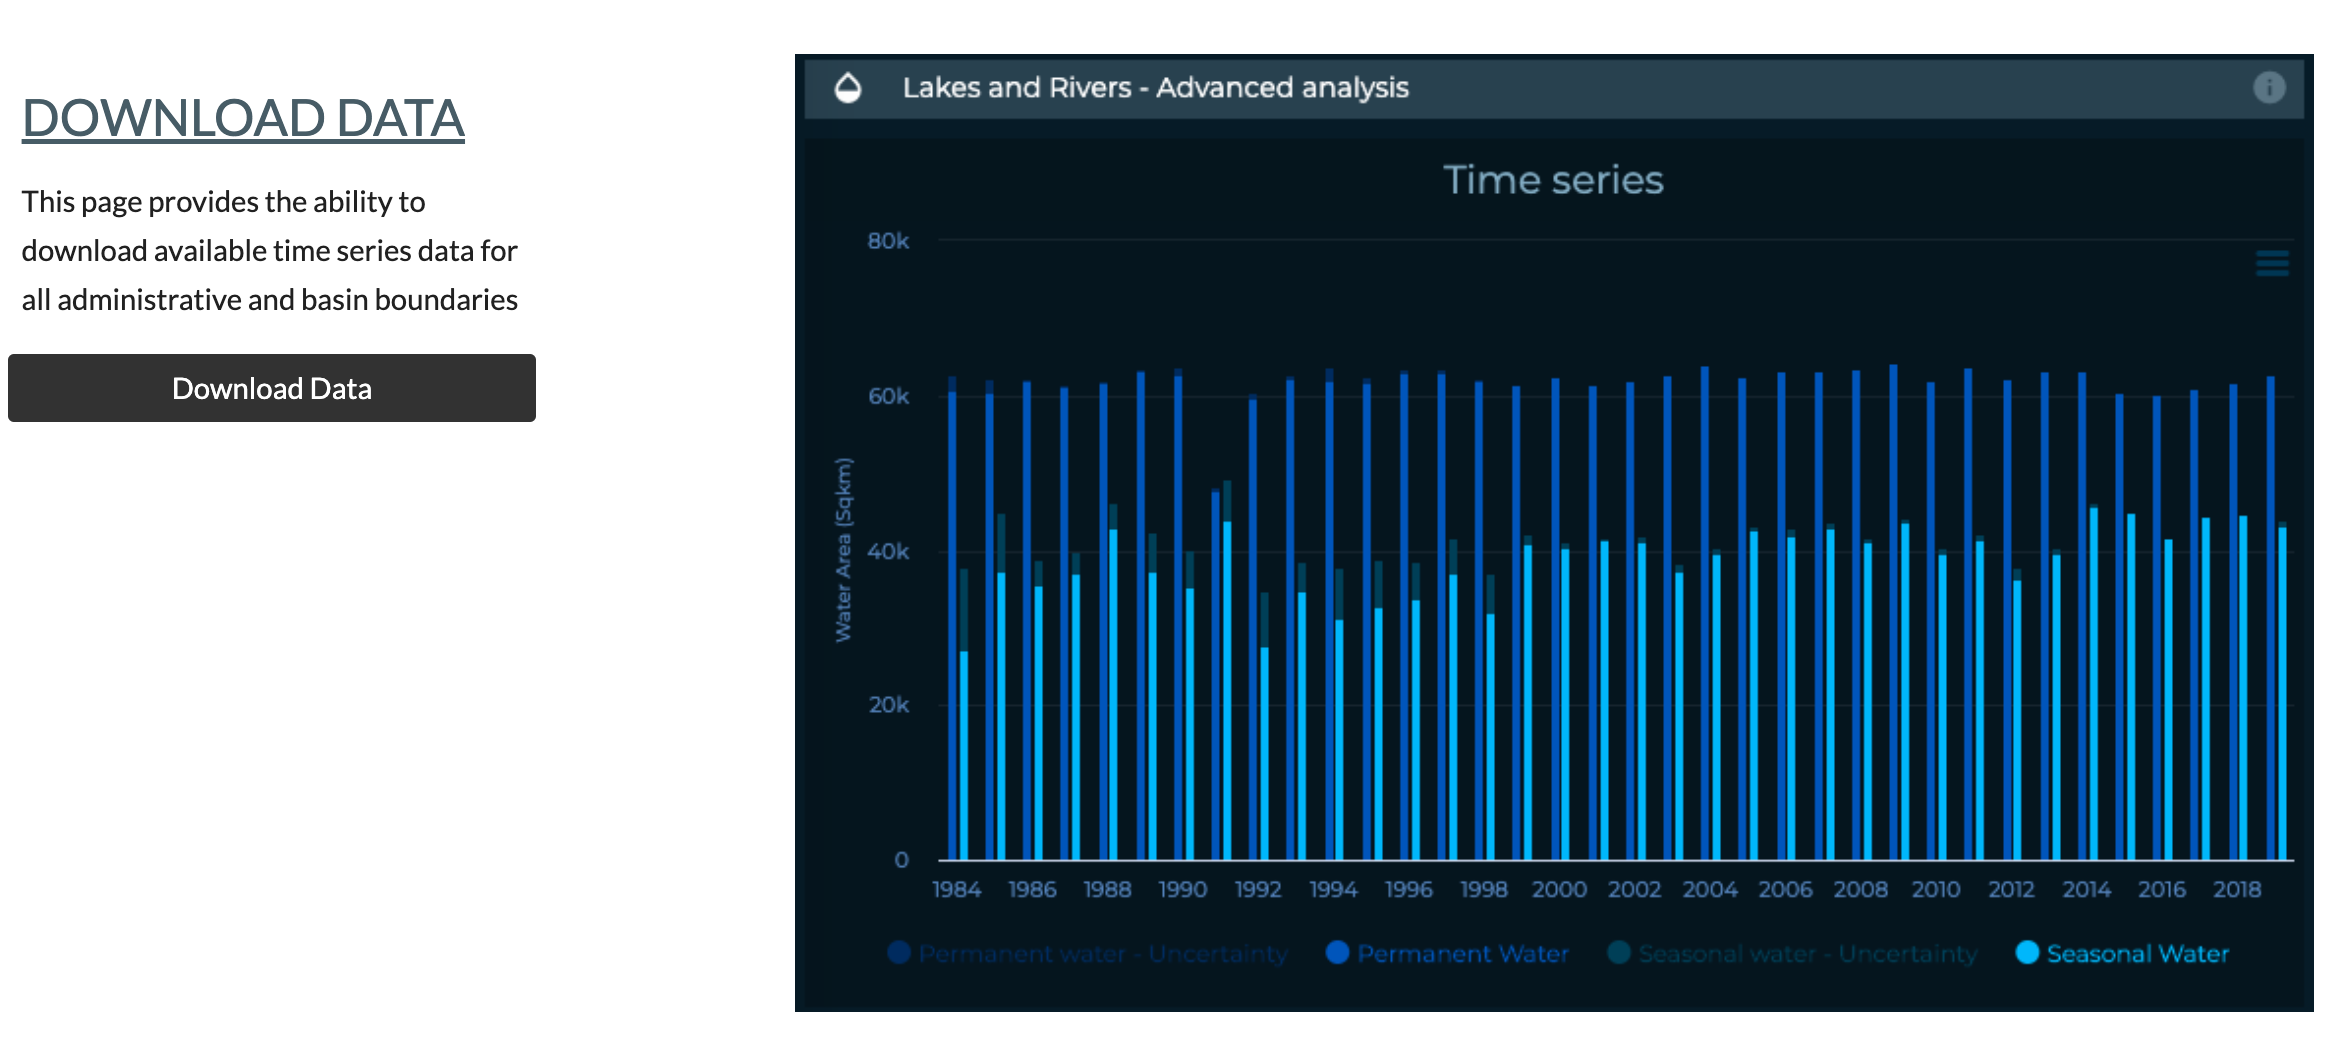 DOWNLOAD DATA
This page provides the ability to
download available time series data for
all administrative and basin boundaries
Download Data
Lakes and Rivers - Advanced analysis
i
Time series
80k
60k
40k
20k
0
Water Area (Sqkm)
1984 1986 1988 1990 1992 1994 1996 1998 2000 2002 2004 2006 2008 2010 2012 2014 2016 2018
Permanent water - Uncertainty Permanent Water Seasonal water - Uncertainty Seasonal Water